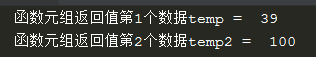 函数元组返回值第1个数据temp =  39
函数元组返回值第2个数据temp2 =  100